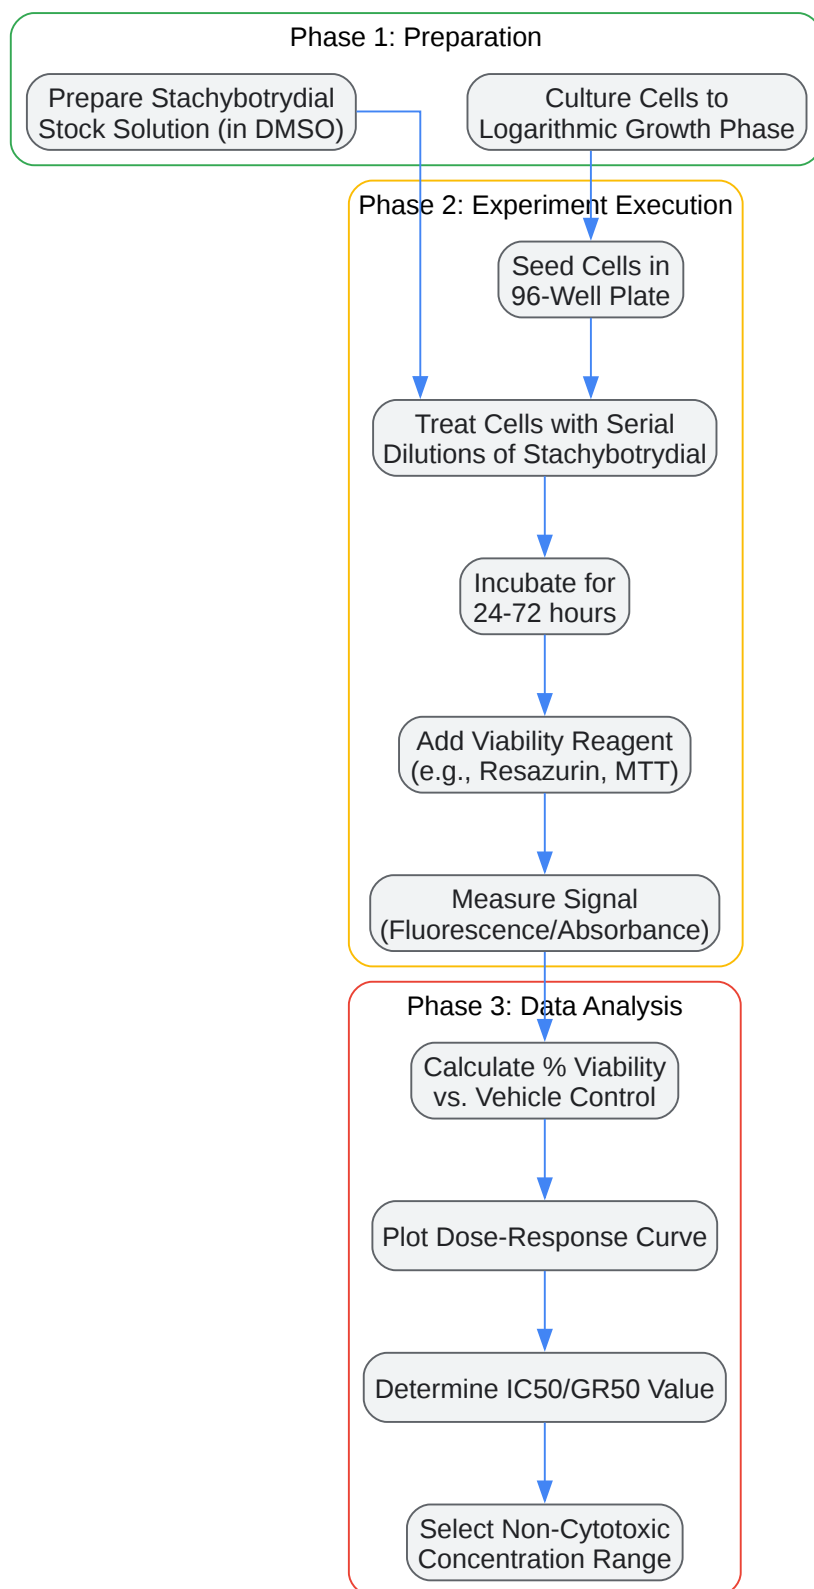 Phase 1: Preparation
Prepare Stachybotrydial
Stock Solution (in DMSO)
Culture Cells to
Logarithmic Growth Phase
Phase 2: Experiment Execution
Seed Cells in
96-Well Plate
Treat Cells with Serial
Dilutions of Stachybotrydial
Incubate for
24-72 hours
Add Viability Reagent
(e.g., Resazurin, MTT)
Measure Signal
(Fluorescence/Absorbance)
Phase 3: Data Analysis
Calculate % Viability
vs. Vehicle Control
Plot Dose-Response Curve
Determine IC50/GR50 Value
Select Non-Cytotoxic
Concentration Range